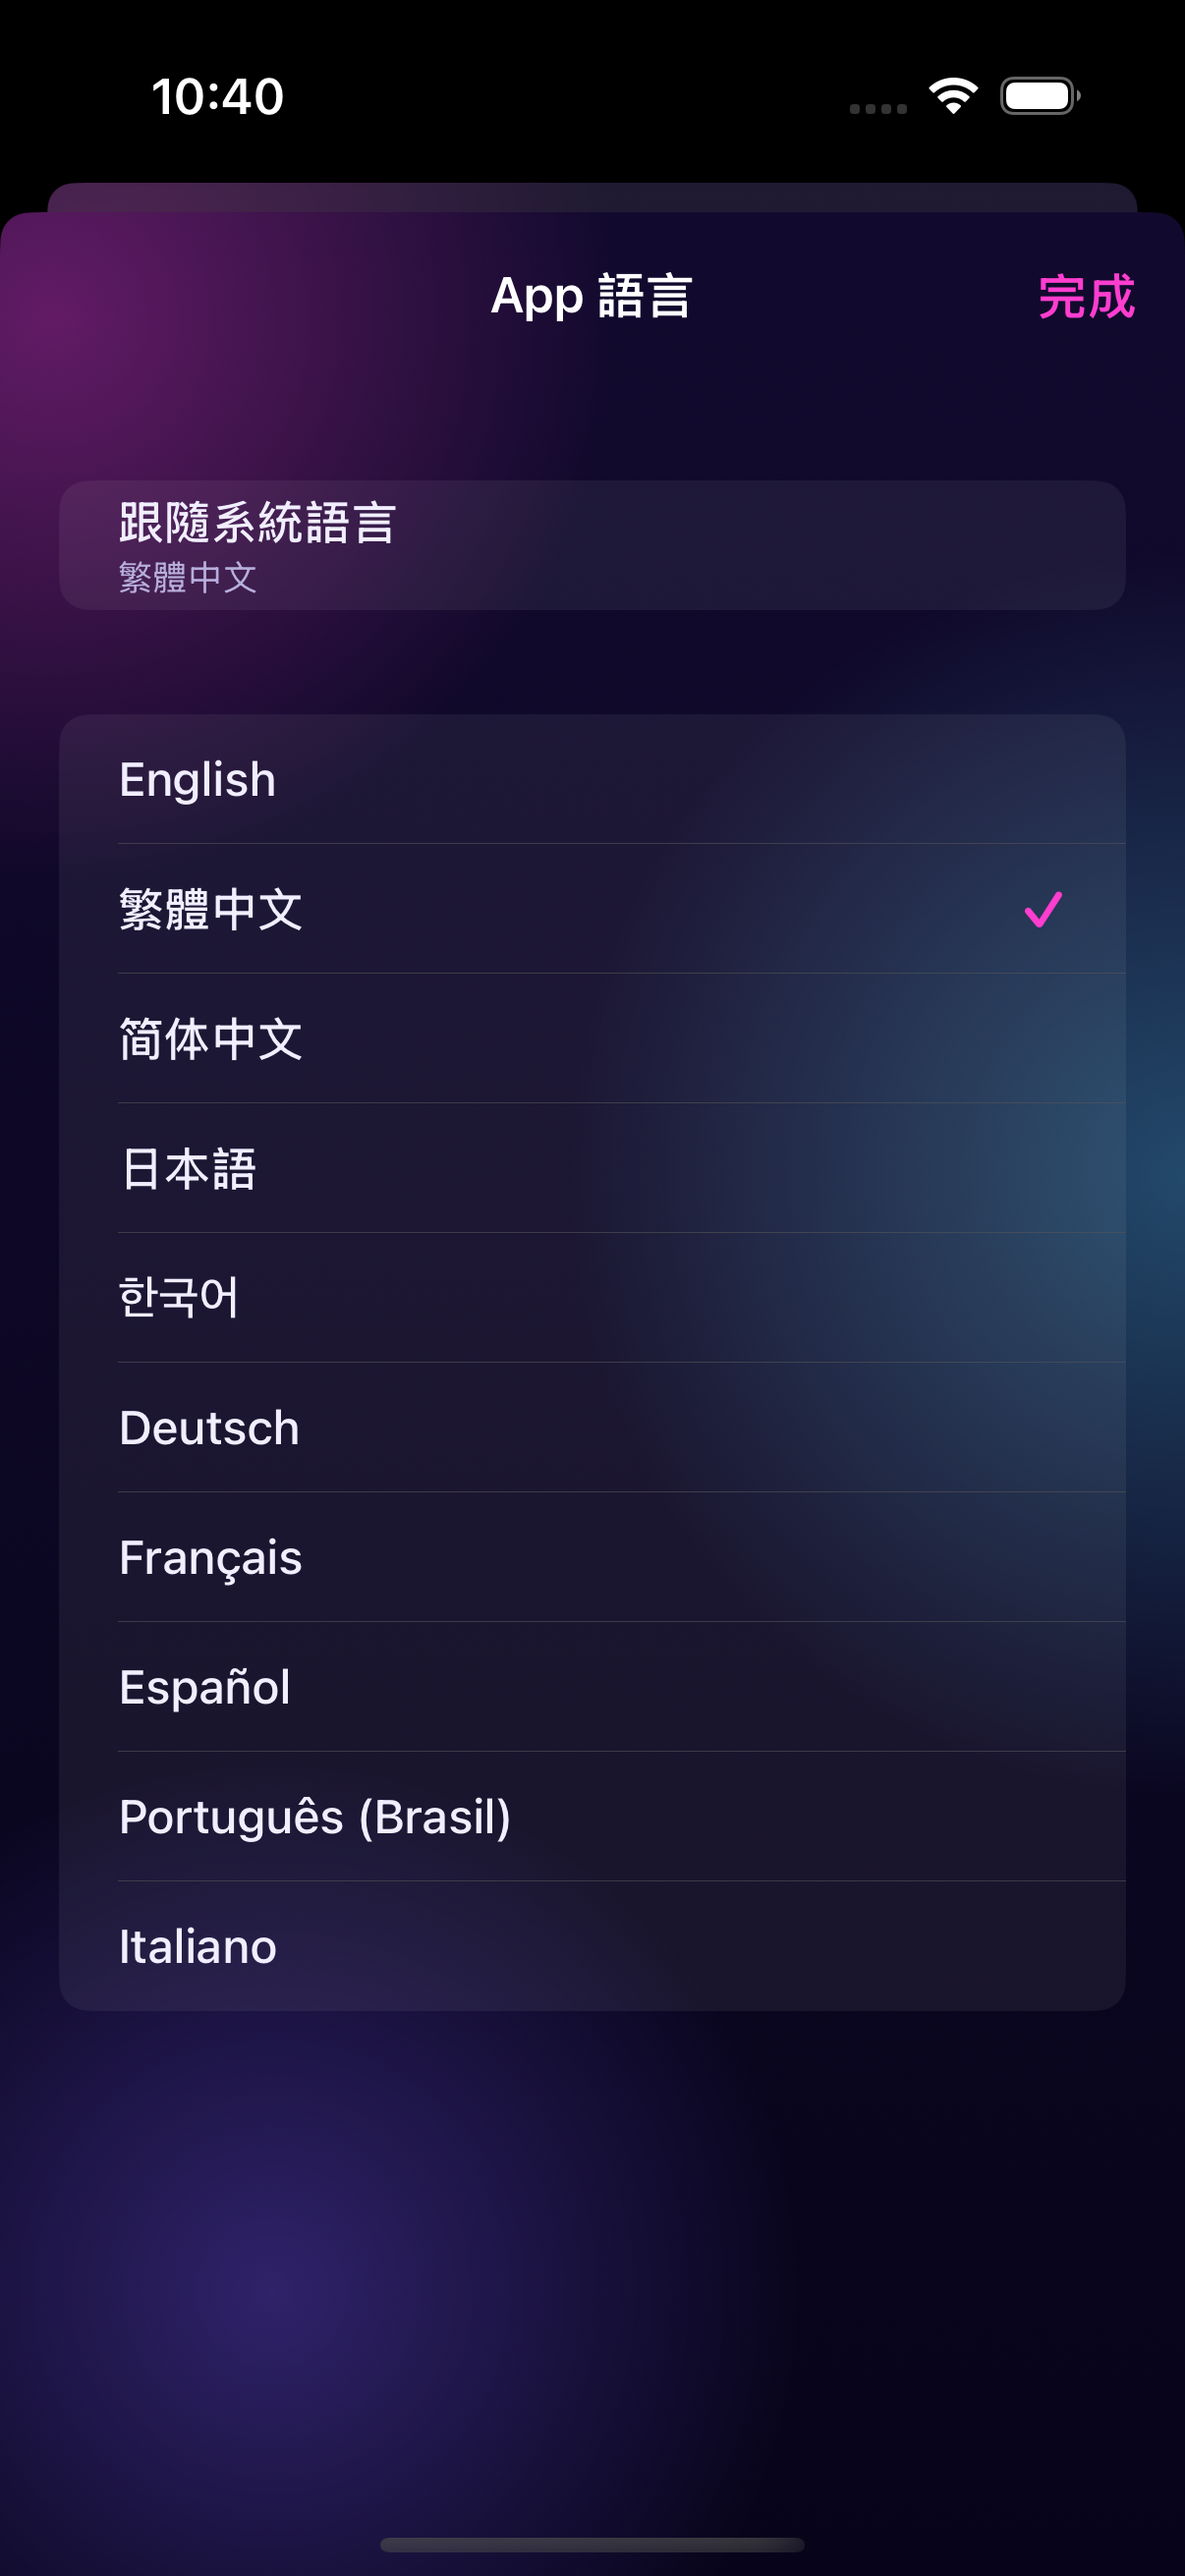 10:40
App 語言
完成
跟隨系統語言
繁體中文
English
繁體中文
简体中文
日本語
한국어
Deutsch
Français
Español
Português (Brasil)
Italiano